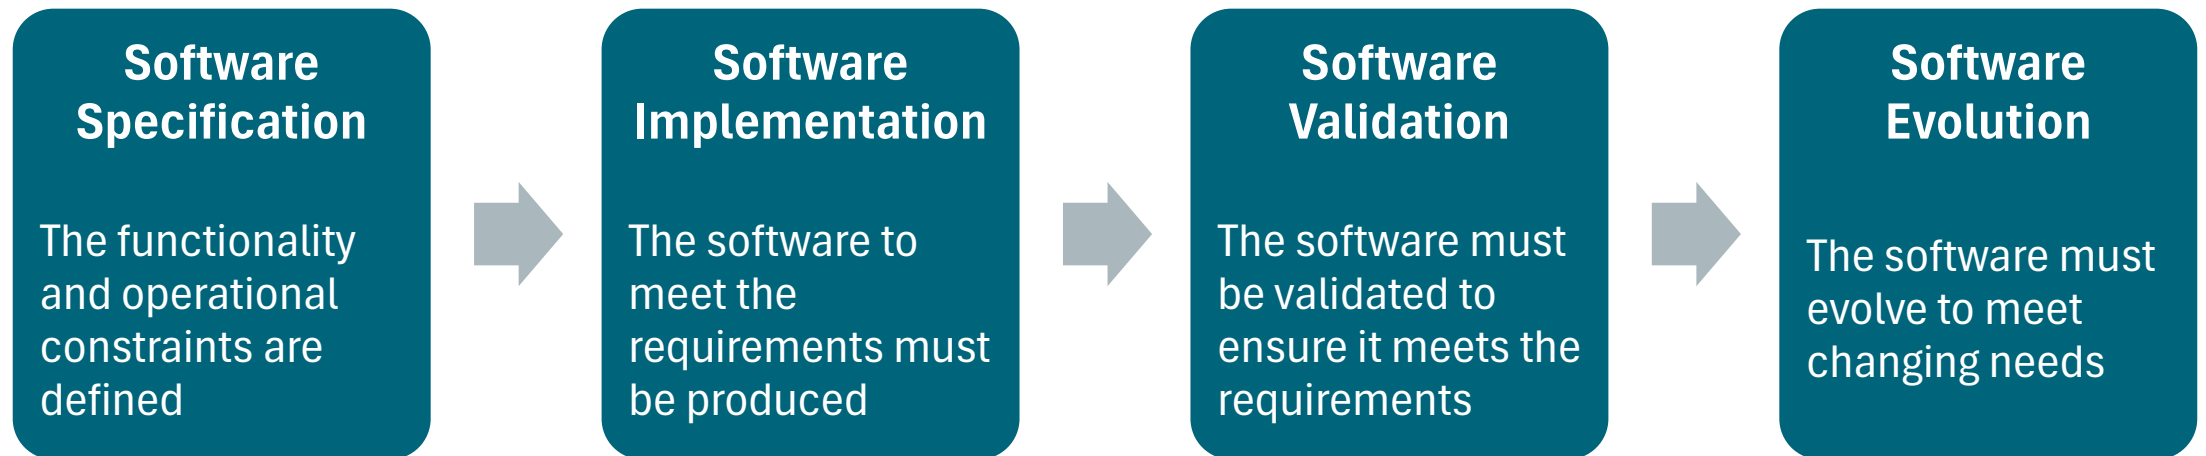 Software
Specification
The functionality
and operational
constraints are
defined
Software
Implementation
The software to
meet the
requirements must
be produced
Software
Validation
The software must
be validated to
ensure it meets the
requirements
Software
Evolution
The software must
evolve to meet
changing needs